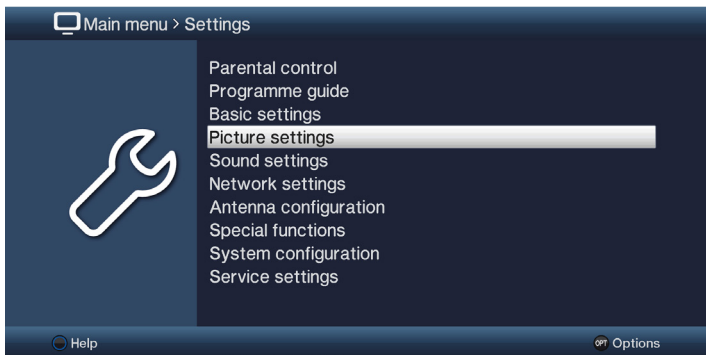 Main menu > Settings
Parental control
Programme guide
Basic settings
Picture settings
Sound settings
Network settings
Antenna configuration
Special functions
System configuration
Service settings
Help
OPT Options